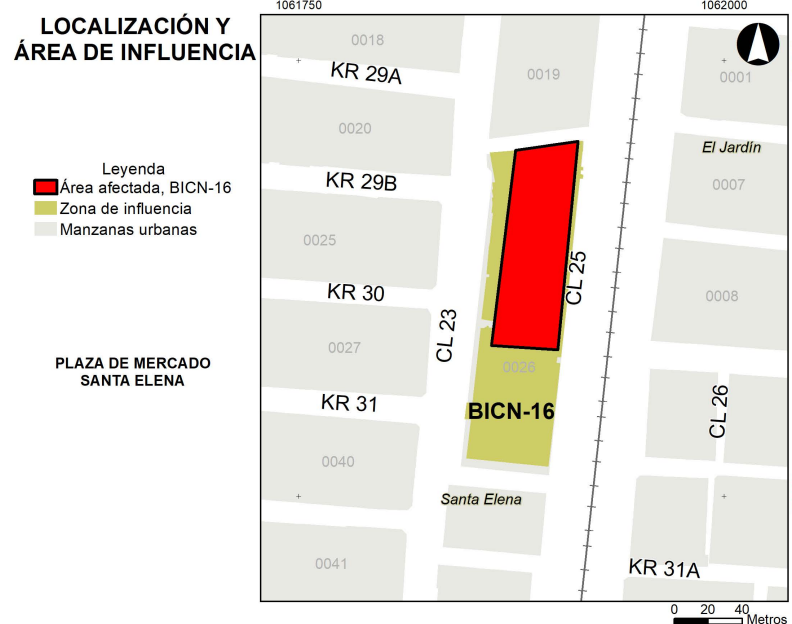 LOCALIZACIÓN Y
ÁREA DE INFLUENCIA
1061750
1062000
Leyenda
Área afectada, BICN-16
Zona de influencia
Manzanas urbanas
PLAZA DE MERCADO
SANTA ELENA
0018
KR 29A
0019
0001
0020
El Jardín
KR 29B
0007
0025
CL 25
KR 30
0008
CL 23
0027
0026
KR 31
BICN-16
CL 26
0040
Santa Elena
0041
KR 31A
0 20 40
Metros